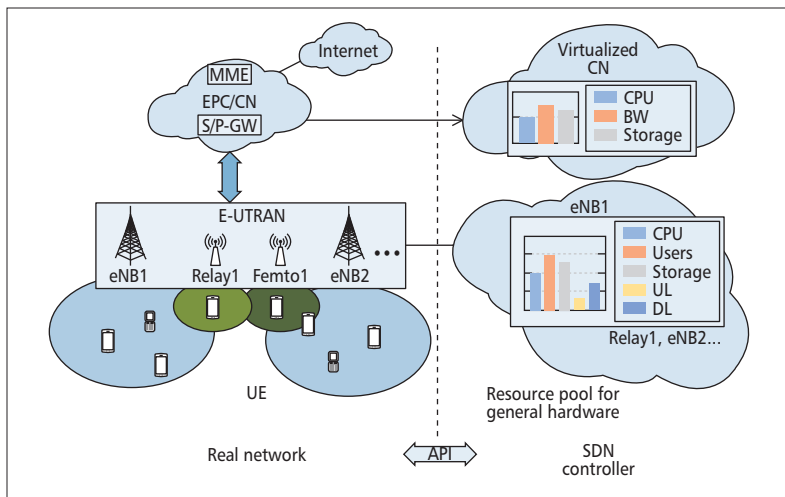 Internet
MME
EPC/CN
S/P-GW
E-UTRAN
eNB1
Relay1
Femto1
eNB2
...
UE
Real network
API
Virtualized
CN
CPU
BW
Storage
eNB1
CPU
Users
Storage
UL
DL
Relay1, eNB2...
Resource pool for
general hardware
SDN
controller